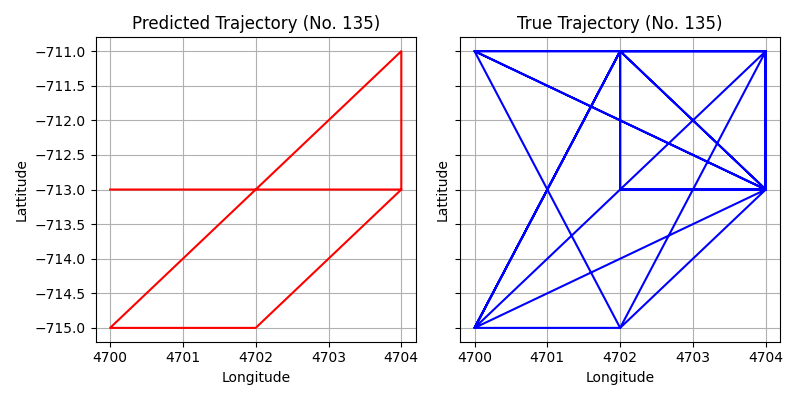 Predicted Trajectory (No. 135)
True Trajectory (No. 135)
−711.0
−711.5
−712.0
−712.5
−713.0
−713.5
−714.0
−714.5
−715.0
Lattitude
Lattitude
4700 4701 4702 4703 4704
4700 4701 4702 4703 4704
Longitude
Longitude